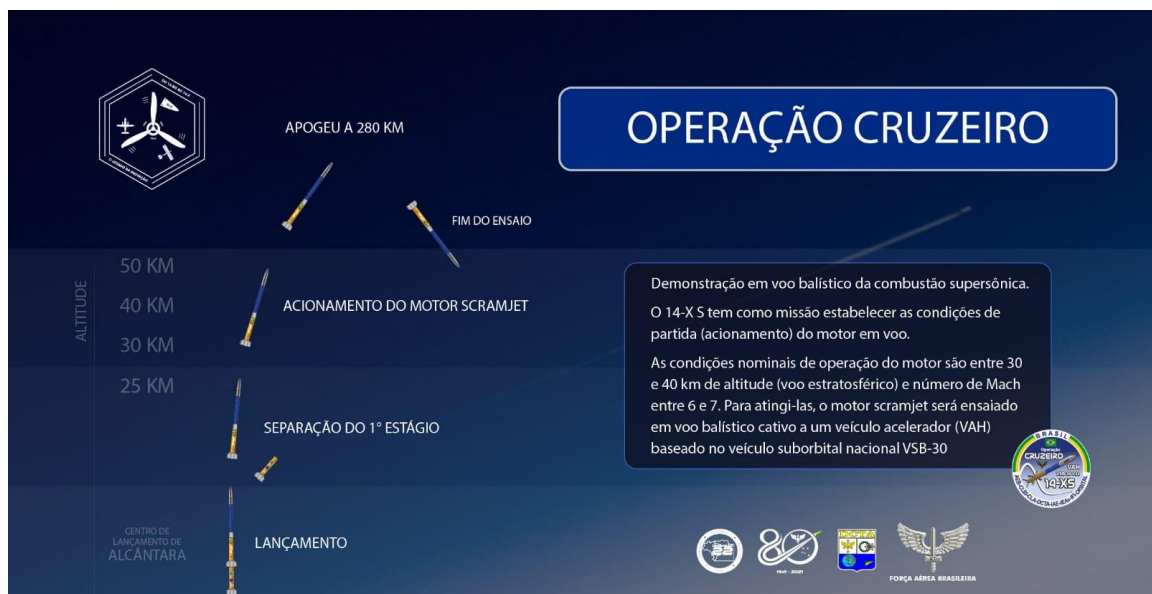 OPERAÇÃO CRUZEIRO
APOGEU A 280 KM
FIM DO ENSAIO
ALTITUDE
50 KM
40 KM
30 KM
25 KM
ACIONAMENTO DO MOTOR SCRAMJET
SEPARAÇÃO DO 1° ESTÁGIO
CENTRO DE
LANÇAMENTO DE
ALCÂNTARA
LANÇAMENTO
Demonstração em voo balístico da combustão supersônica.
O 14-X S tem como missão estabelecer as condições de
partida (acionamento) do motor em voo.
As condições nominais de operação do motor são entre 30
e 40 km de altitude (voo estratosférico) e número de Mach
entre 6 e 7. Para atingi-las, o motor scramjet será ensaiado
em voo balístico cativo a um veículo acelerador (VAH)
baseado no veículo suborbital nacional VSB-30
BRASIL
Operação
CRUZEIRO
VAH
14-XS
80
1941 - 2021
DCTA
FORÇA AÉREA BRASILEIRA